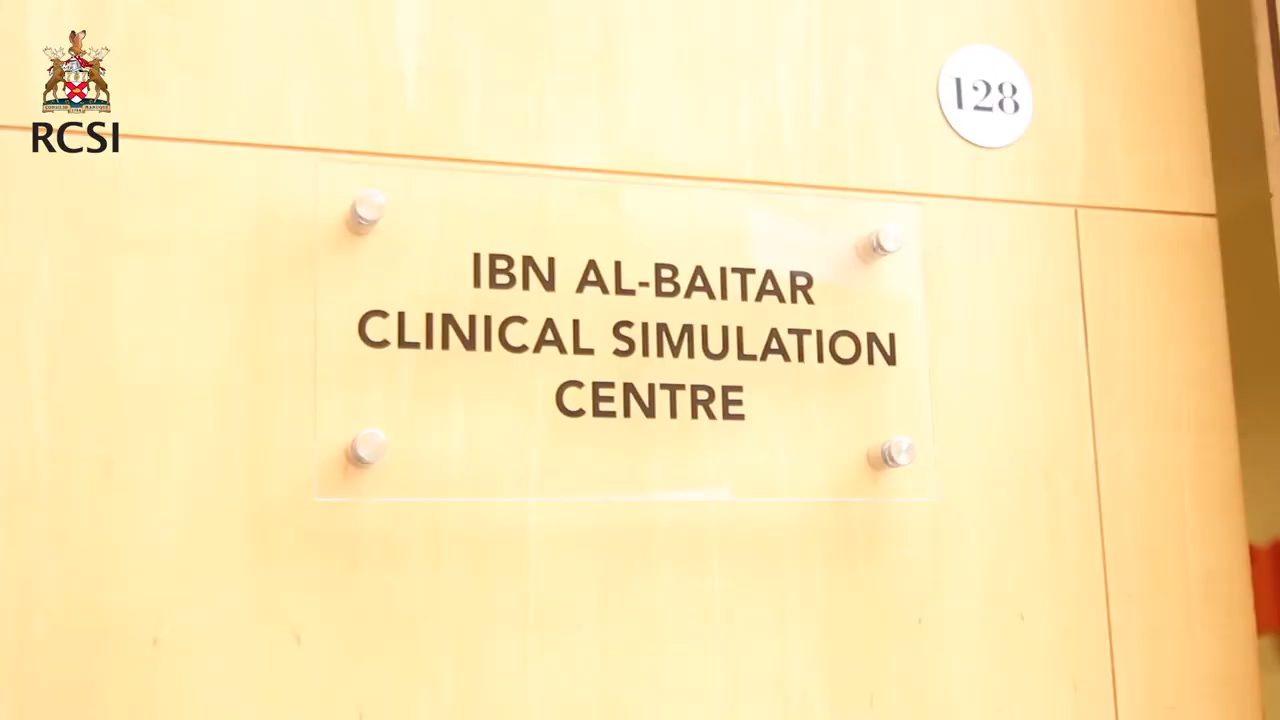 RCSI
128
IBN AL-BAITAR
CLINICAL SIMULATION
CENTRE